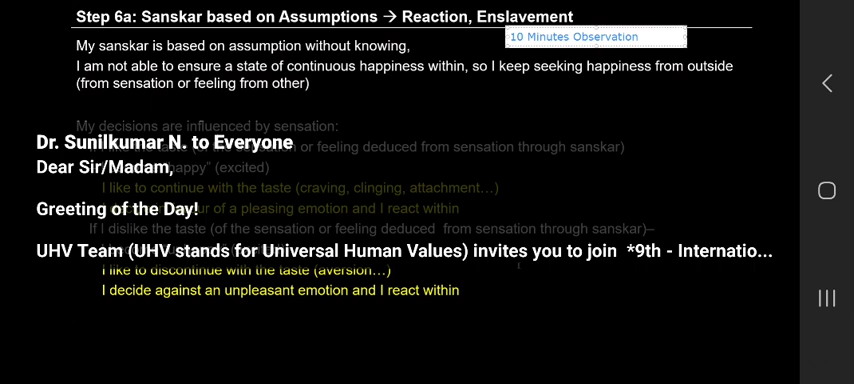 Step 6a: Sanskar based on Assumptions → Reaction, Enslavement
10 Minutes Observation
My sanskar is based on assumption without knowing,
I am not able to ensure a state of continuous happiness within, so I keep seeking happiness from outside
(from sensation or feeling from other)
My decisions are influenced by sensation:
Dr. Sunilkumar N. to Everyone
or feeling deduced from sensation through sanskar)
Dear Sir/Madam,
happy” (excited)
I like to continue with the taste (craving, clinging, attachment…)
Greeting of the Day!
of a pleasing emotion and I react within
If I dislike the taste (of the sensation or feeling deduced from sensation through sanskar)–
UHV Team (UHV stands for Universal Human Values) invites you to join *9th - Internatio...
I like to discontinue with the taste (aversion…)
I decide against an unpleasant emotion and I react within